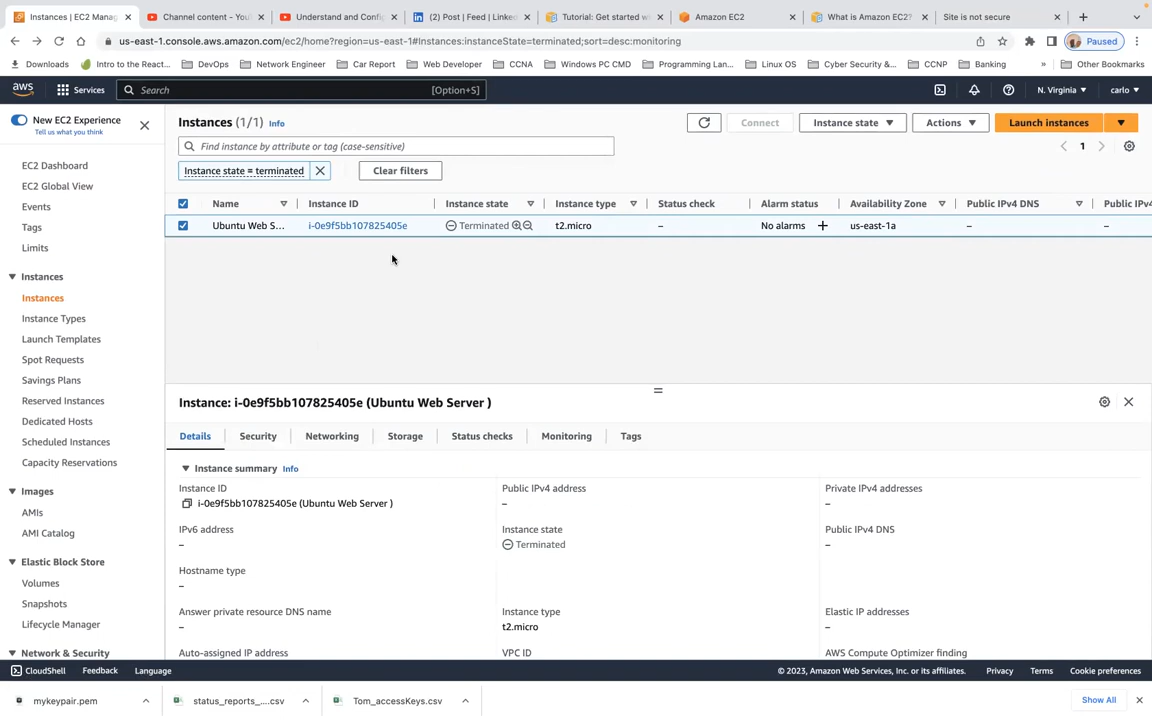 Instances | EC2 Manag
Channel content - You
Understand and Confi
(2) Post | Feed | Linke
Tutorial: Get started w
Amazon EC2
What is Amazon EC2?
Site is not secure
us-east-1.console.aws.amazon.com/ec2/home?region=us-east-1#Instances:instanceState=terminated;sort=desc:monitoring
Paused
Downloads
Intro to the React...
DevOps
Network Engineer
Car Report
Web Developer
CCNA
Windows PC CMD
Programming Lan...
Linux OS
Cyber Security &...
CCNP
Banking
»
Other Bookmarks
aws
Services
Search
[Option+S]
N. Virginia
carlo
New EC2 Experience
Tell us what you think
EC2 Dashboard
EC2 Global View
Events
Tags
Limits
Instances
Instances
Instance Types
Launch Templates
Spot Requests
Savings Plans
Reserved Instances
Dedicated Hosts
Scheduled Instances
Capacity Reservations
Images
AMIs
AMI Catalog
Elastic Block Store
Volumes
Snapshots
Lifecycle Manager
Network & Security
Instances (1/1) Info
Connect
Instance state
Actions
Launch instances
Find instance by attribute or tag (case-sensitive)
1
Instance state = terminated
Clear filters
Name
Instance ID
Instance state
Instance type
Status check
Alarm status
Availability Zone
Public IPv4 DNS
Public IPv4
Ubuntu Web S...
i-0e9f5bb107825405e
Terminated
t2.micro
–
No alarms +
us-east-1a
–
–
Instance: i-0e9f5bb107825405e (Ubuntu Web Server )
Details
Security
Networking
Storage
Status checks
Monitoring
Tags
Instance summary Info
Instance ID
i-0e9f5bb107825405e (Ubuntu Web Server )
Public IPv4 address
–
Private IPv4 addresses
–
IPv6 address
–
Instance state
Terminated
Public IPv4 DNS
–
Hostname type
–
Answer private resource DNS name
–
Instance type
t2.micro
Elastic IP addresses
–
Auto-assigned IP address
VPC ID
AWS Compute Optimizer finding
CloudShell
Feedback
Language
© 2023, Amazon Web Services, Inc. or its affiliates.
Privacy
Terms
Cookie preferences
mykeypair.pem
status_reports_....csv
Tom_accessKeys.csv
Show All